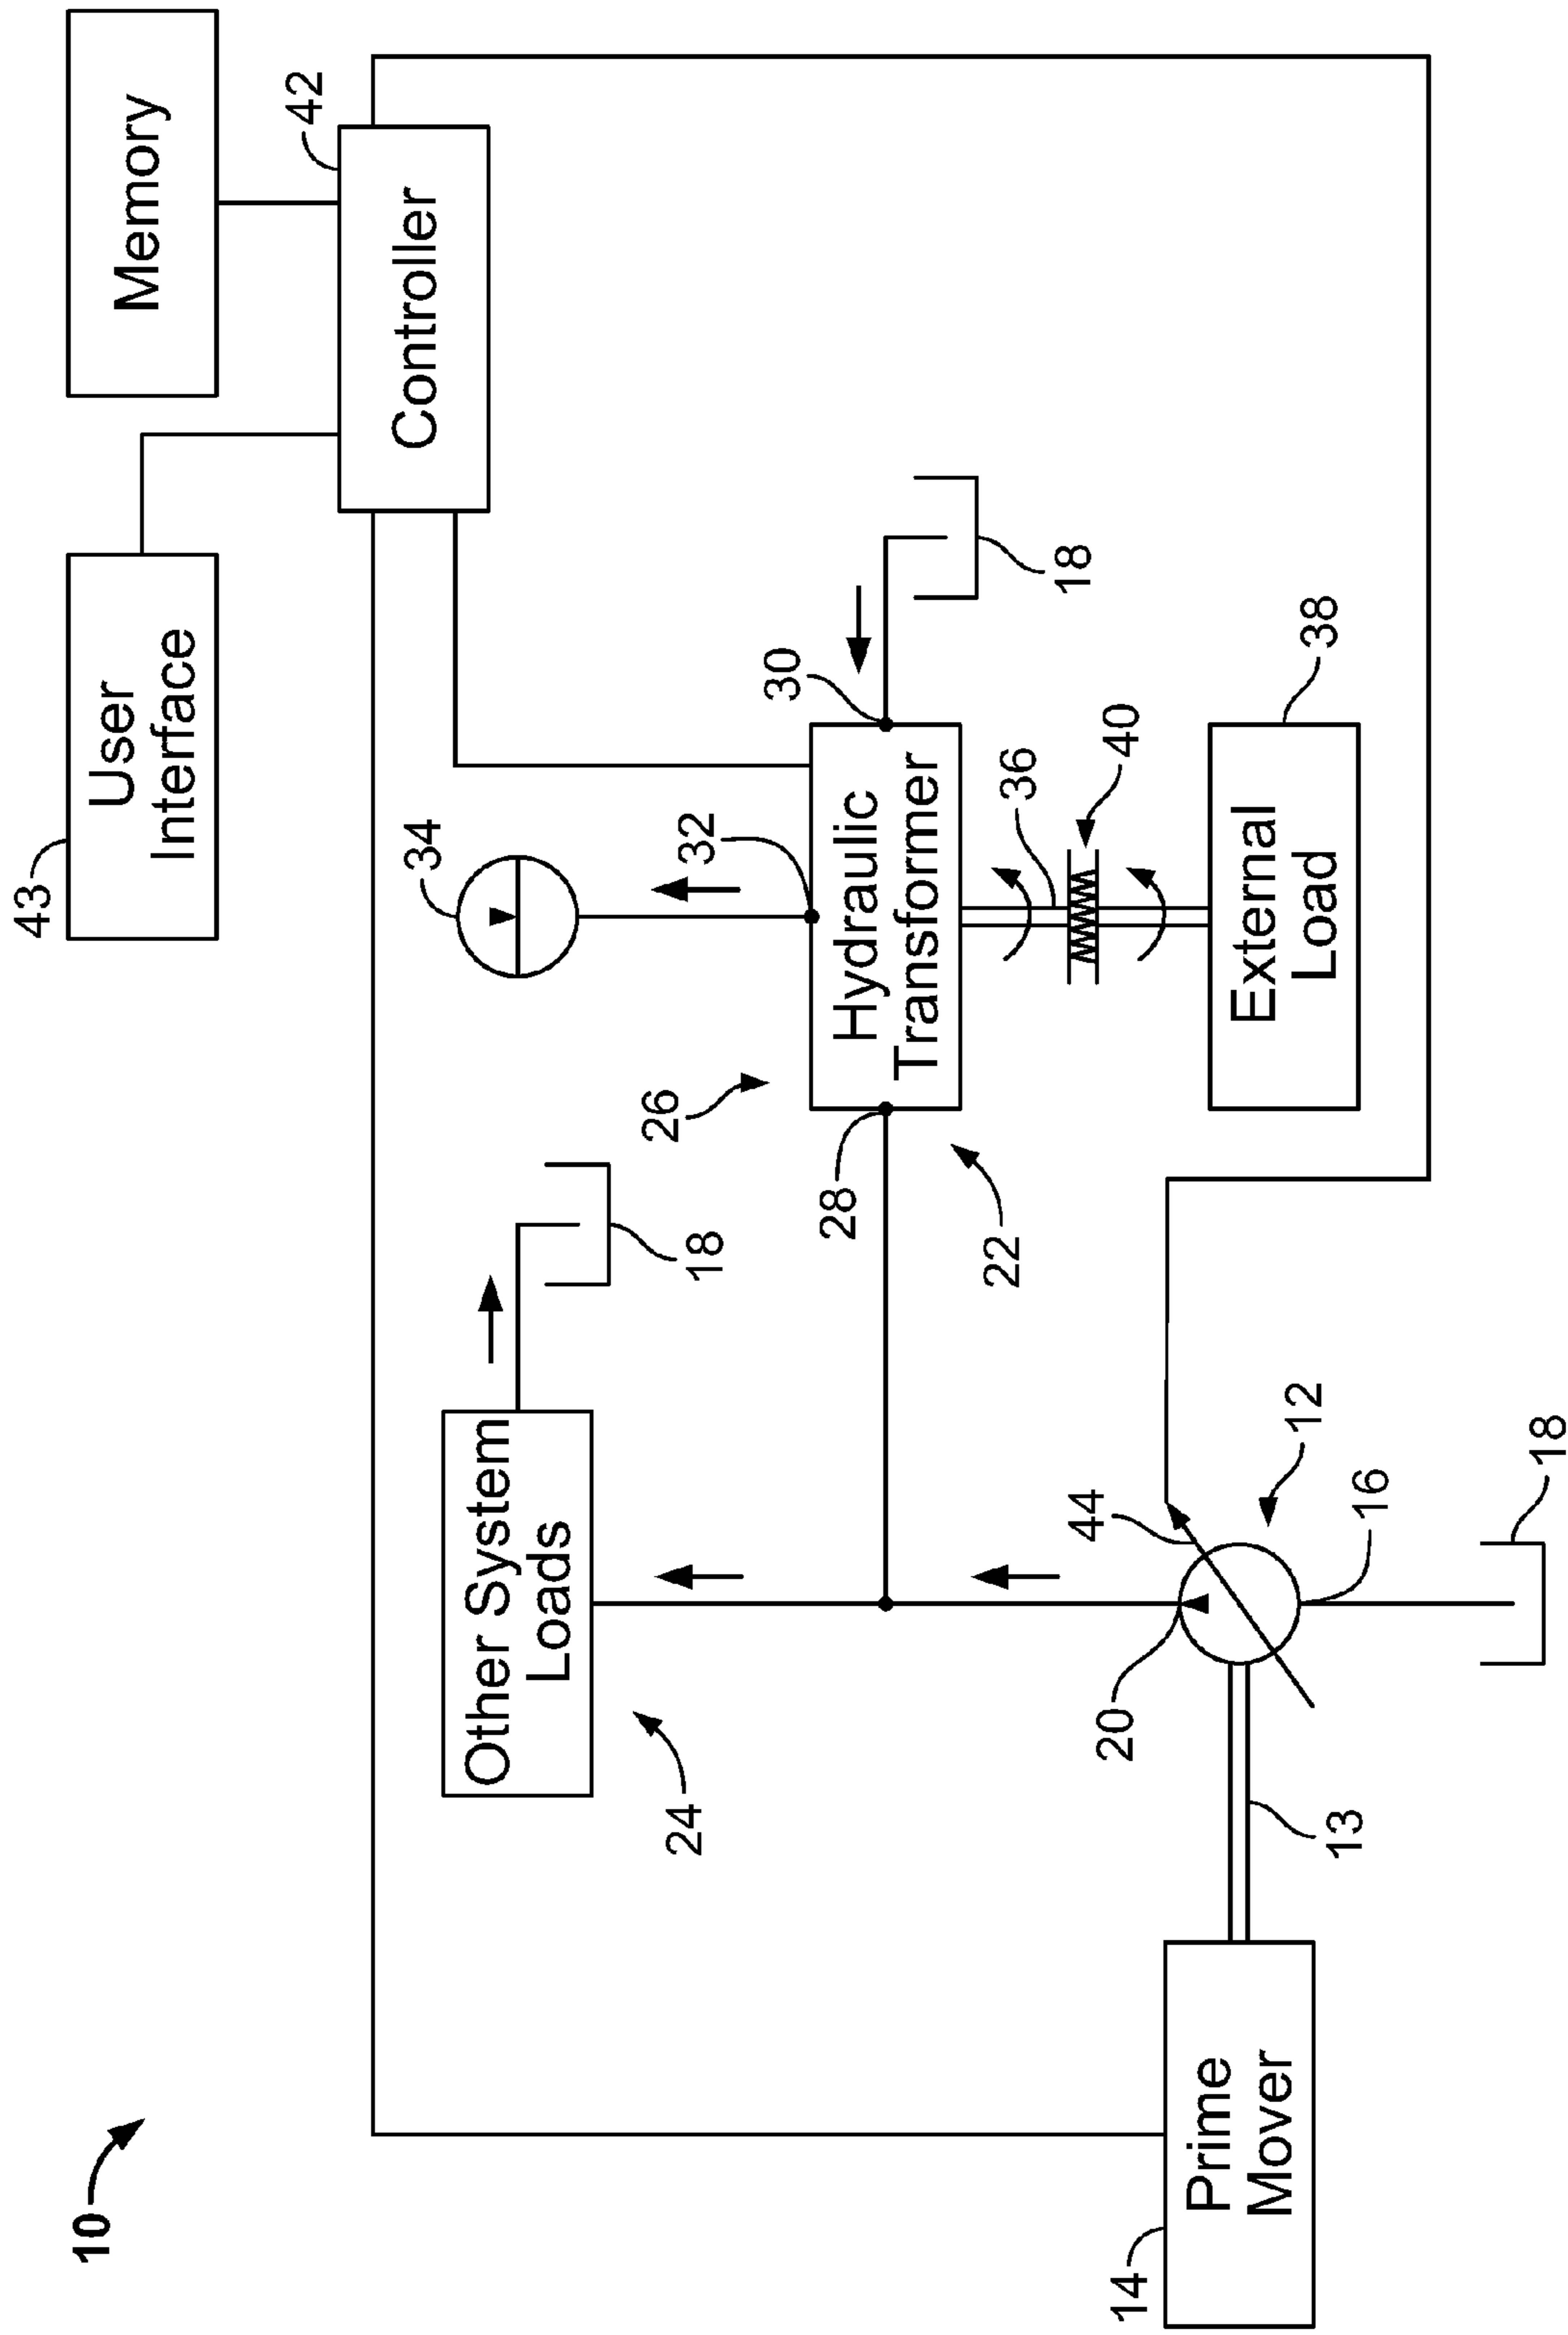 10
43
User
Interface
Memory
42
Controller
34
Other System
Loads
18
24
26
32
30
18
28
Hydraulic
Transformer
22
36
40
External
Load
38
44
20
12
16
18
13
14
Prime
Mover